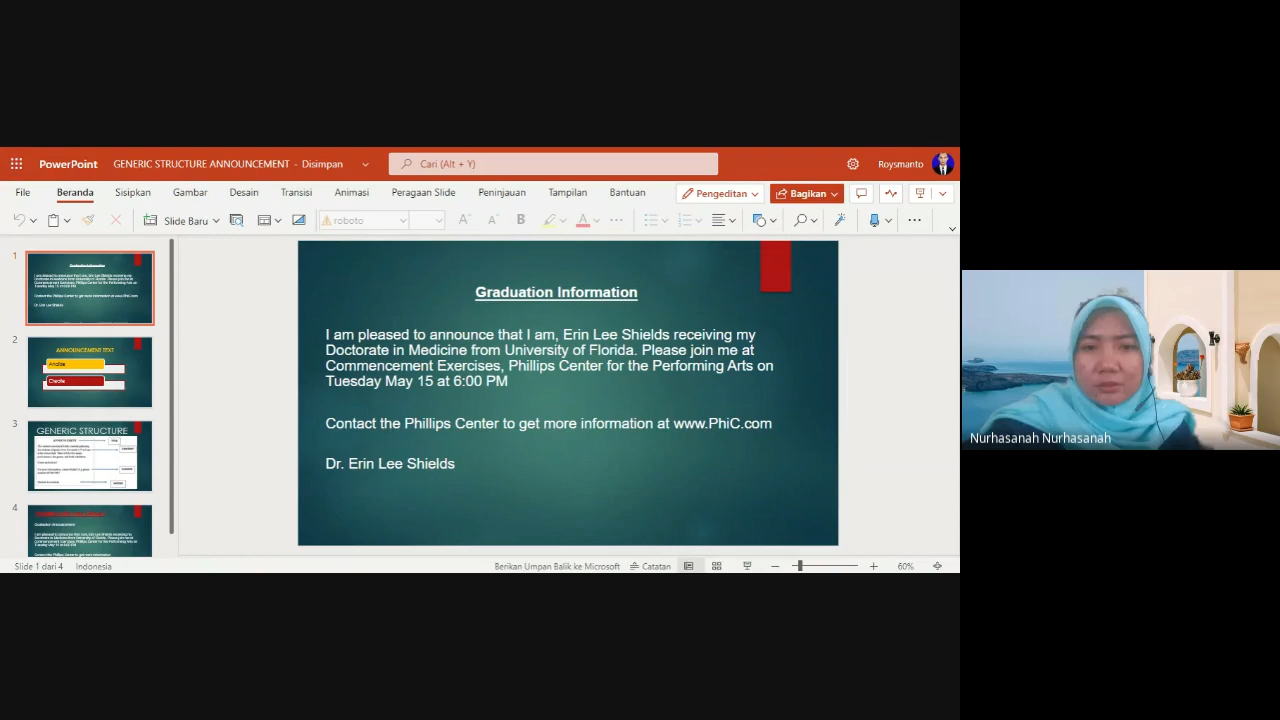 PowerPoint GENERIC STRUCTURE ANNOUNCEMENT - Disimpan Cari (Alt + Y) Roysmanto
File Beranda Sisipkan Gambar Desain Transisi Animasi Peragaan Slide Peninjauan Tampilan Bantuan Pengeditan Bagikan
Slide Baru roboto
1
2
ANNOUNCEMENT TEXT
Create
3
GENERIC STRUCTURE
4
Graduation Information
I am pleased to announce that I am, Erin Lee Shields receiving my
Doctorate in Medicine from University of Florida. Please join me at
Commencement Exercises, Phillips Center for the Performing Arts on
Tuesday May 15 at 6:00 PM
Contact the Phillips Center to get more information at www.PhiC.com
Dr. Erin Lee Shields
Nurhasanah Nurhasanah
Slide 1 dari 4 Indonesia Berikan Umpan Balik ke Microsoft Catatan 60%